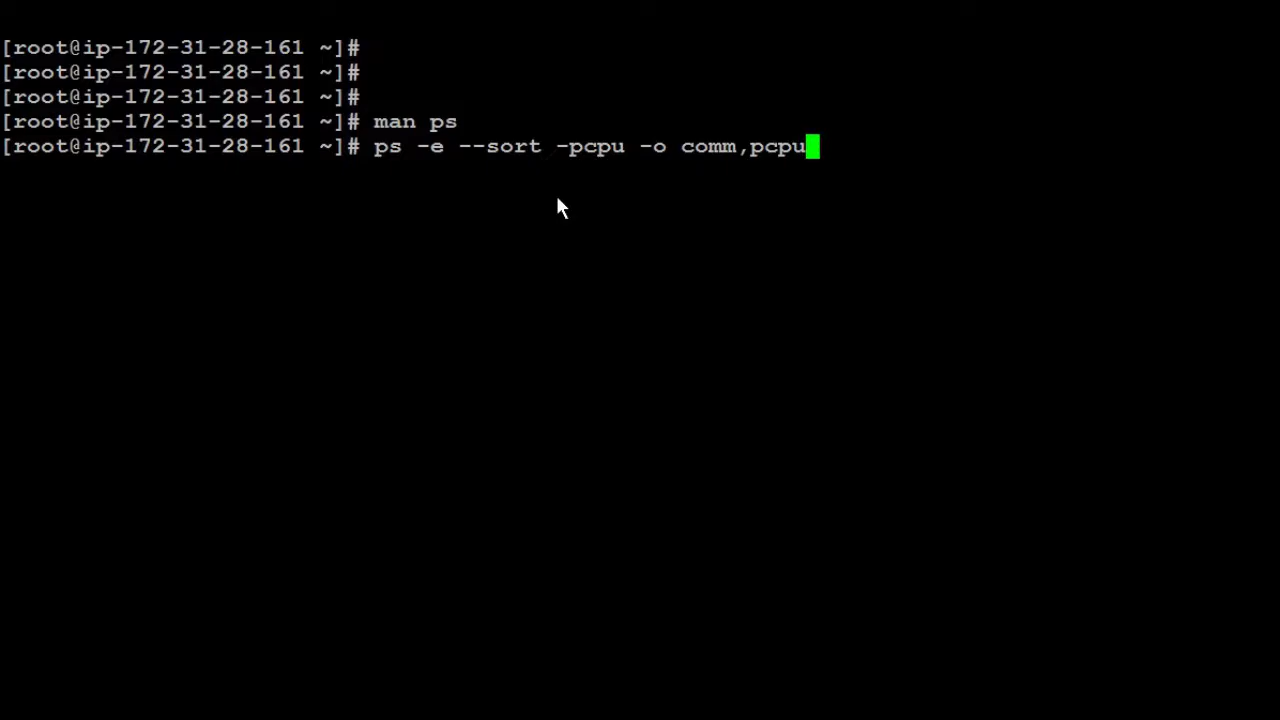 [root@ip-172-31-28-161 ~]#
[root@ip-172-31-28-161 ~]#
[root@ip-172-31-28-161 ~]#
[root@ip-172-31-28-161 ~]# man ps
[root@ip-172-31-28-161 ~]# ps -e --sort -pcpu -o comm,pcpu